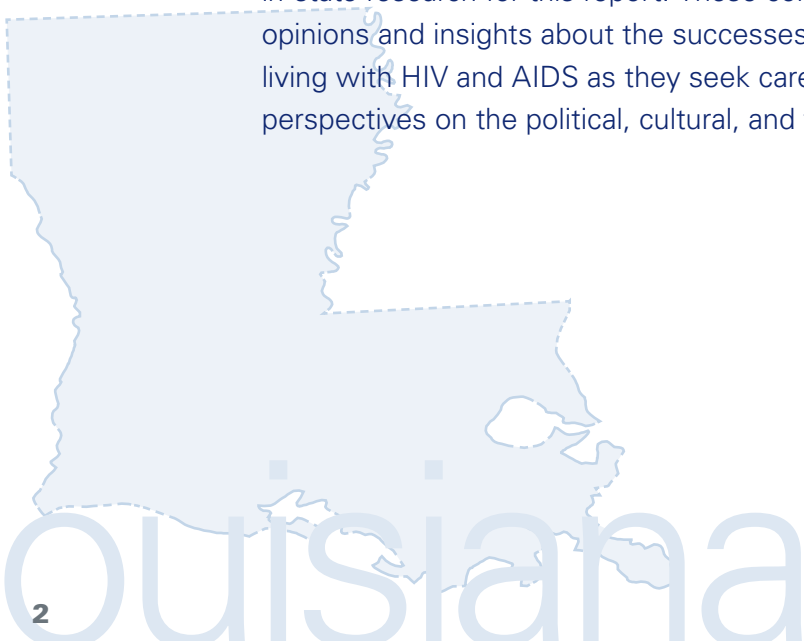 opinions and insights about the successes
living with HIV and AIDS as they seek care
perspectives on the political, cultural, and
ouisiana
2